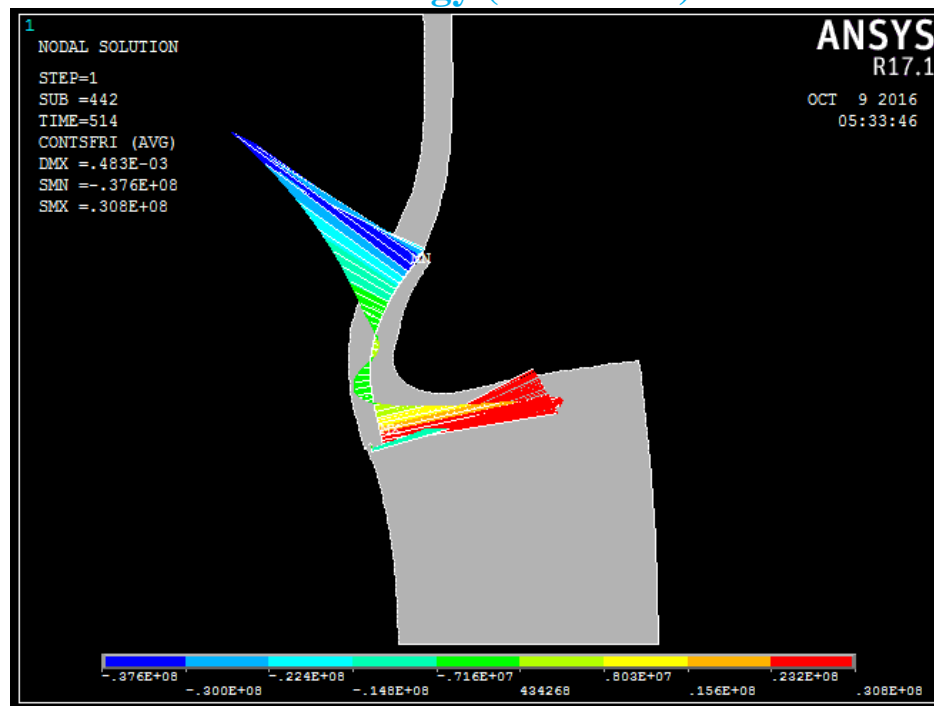 gy (
1
NODAL SOLUTION
STEP=1
SUB =442
TIME=514
CONTSFRI (AVG)
DMX =.483E-03
SMN =-.376E+08
SMX =.308E+08
ANSYS
R17.1
OCT 9 2016
05:33:46
MN
-.376E+08 -.224E+08 -.716E+07 .803E+07 .232E+08
-.300E+08 -.148E+08 434268 .156E+08 .308E+08